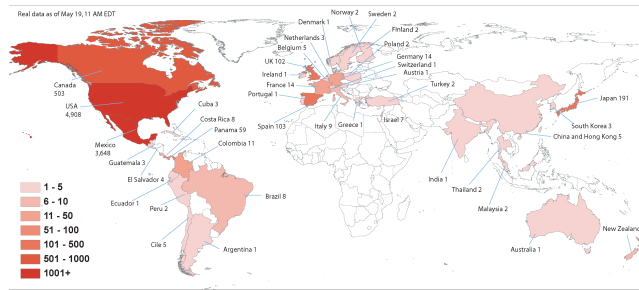 Real data as of May 19, 11 AM EDT
Norway 2
Sweden 2
Denmark 1
Finland 2
Netherlands 3
Poland 2
Belgium 5
Germany 14
UK 102
Switzerland 1
Ireland 1
Austria 1
France 14
Turkey 2
Portugal 1
Canada
503
Japan 191
USA
4,908
Cuba 3
Costa Rica 8
Greece 1
Israel 7
Spain 103
Italy 9
Panama 59
South Korea 3
China and Hong Kong 5
Mexico
3,648
Colombia 11
Guatemala 3
El Salvador 4
India 1
Thailand 2
Ecuador 1
Brazil 8
Peru 2
Malaysia 2
New Zealand
Cile 5
Argentina 1
Australia 1
1 - 5
6 - 10
11 - 50
51 - 100
101 - 500
501 - 1000
1001+